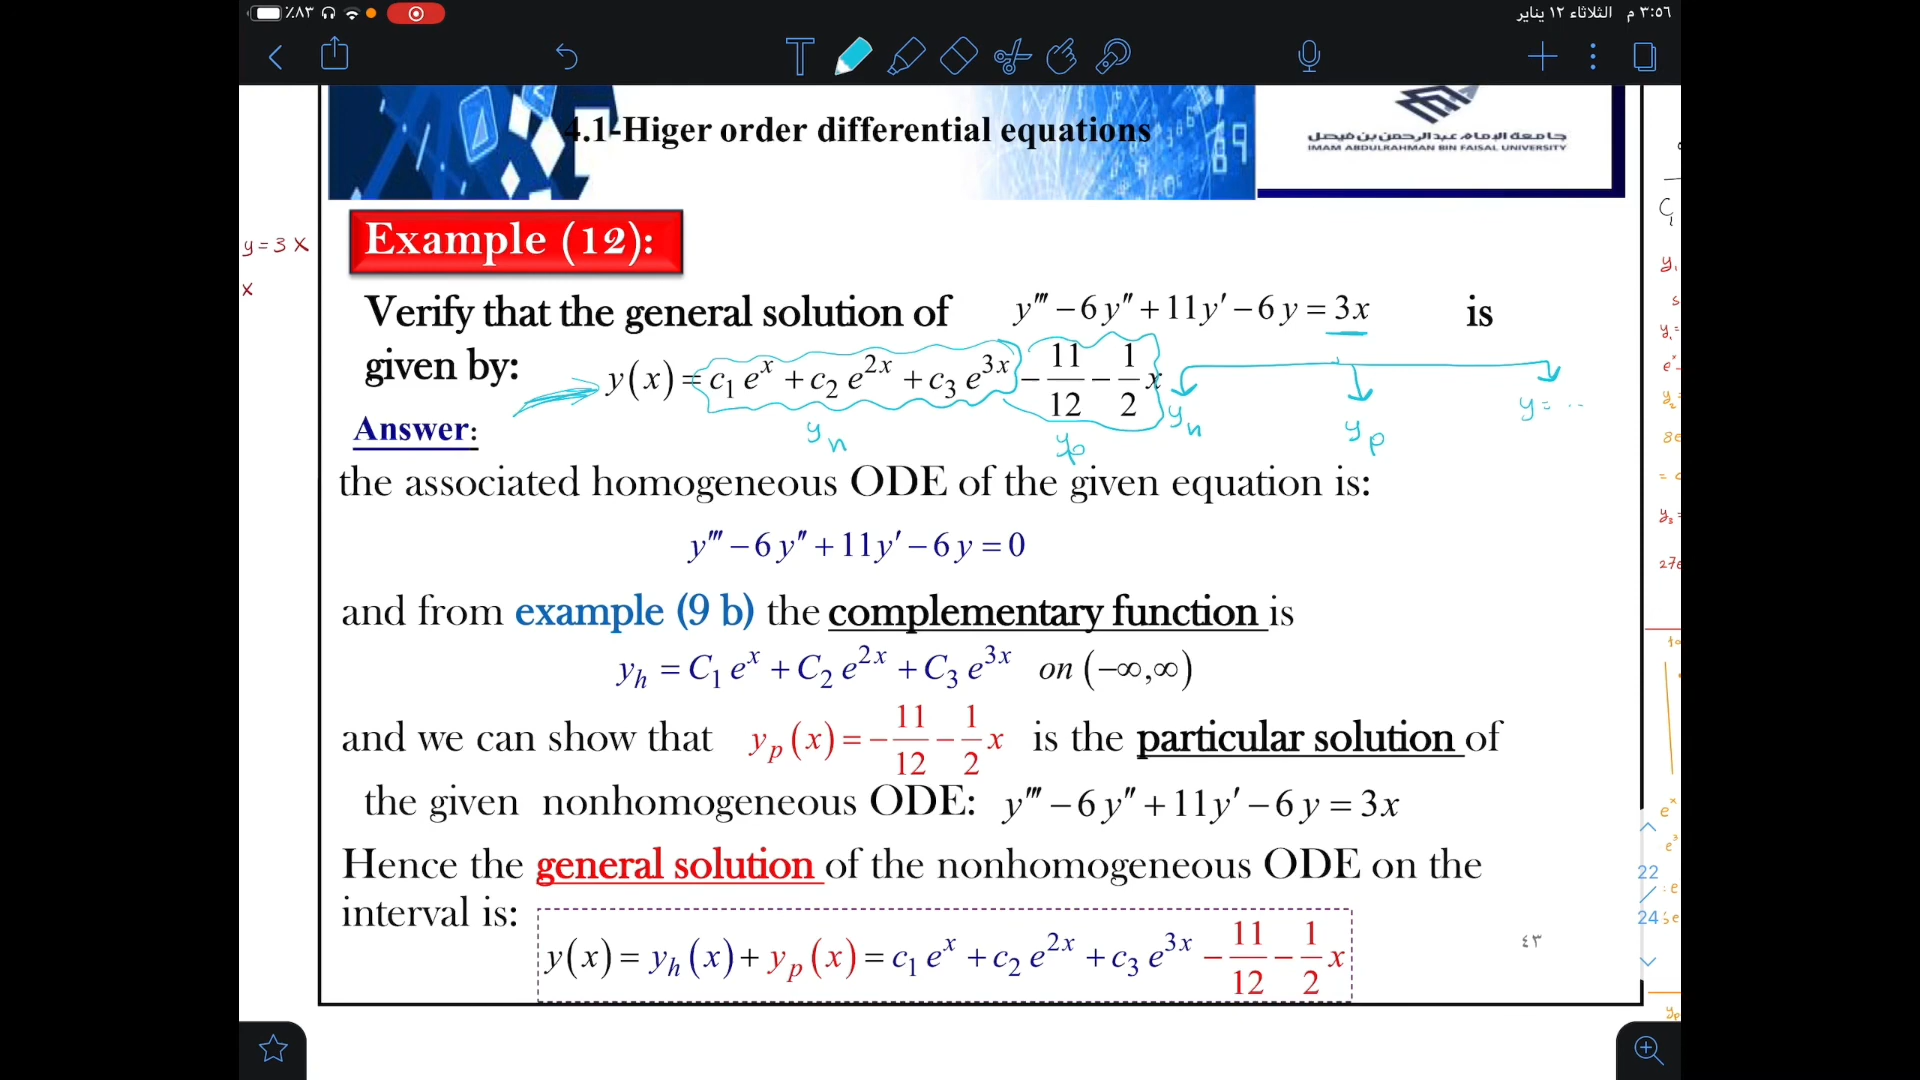 ٪٨٣
٣:٥٦ م الثلاثاء ١٢ يناير
4.1-Higer order differential equations
جامعة الإمام عبدالرحمن بن فيصل
IMAM ABDULRAHMAN BIN FAISAL UNIVERSITY
y = 3x
x
Example (12):
Verify that the general solution of y''' − 6y'' + 11y' − 6y = 3x is
given by: y(x) = c₁ eˣ + c₂ e²ˣ + c₃ e³ˣ − 11/12 − 1/2 x
y = ..
yₕ yₚ yₕ yₚ
Answer:
the associated homogeneous ODE of the given equation is:
y''' − 6y'' + 11y' − 6y = 0
and from example (9 b) the complementary function is
yₕ = C₁ eˣ + C₂ e²ˣ + C₃ e³ˣ on (−∞,∞)
and we can show that yₚ(x) = − 11/12 − 1/2 x is the particular solution of
the given nonhomogeneous ODE: y''' − 6y'' + 11y' − 6y = 3x
Hence the general solution of the nonhomogeneous ODE on the
interval is:
y(x) = yₕ(x) + yₚ(x) = c₁ eˣ + c₂ e²ˣ + c₃ e³ˣ − 11/12 − 1/2 x
٤٣
22
/
24